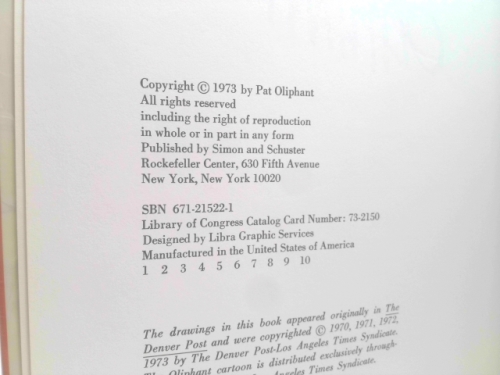 Copyright © 1973 by Pat Oliphant
All rights reserved
including the right of reproduction
in whole or in part in any form
Published by Simon and Schuster
Rockefeller Center, 630 Fifth Avenue
New York, New York 10020
SBN 671-21522-1
Library of Congress Catalog Card Number: 73-2150
Designed by Libra Graphic Services
Manufactured in the United States of America
1 2 3 4 5 6 7 8 9 10
The drawings in this book appeared originally in The
Denver Post and were copyrighted © 1970, 1971, 1972,
1973 by The Denver Post-Los Angeles Times Syndicate.
The Oliphant cartoon is distributed exclusively through-
Los Angeles Times Syndicate.